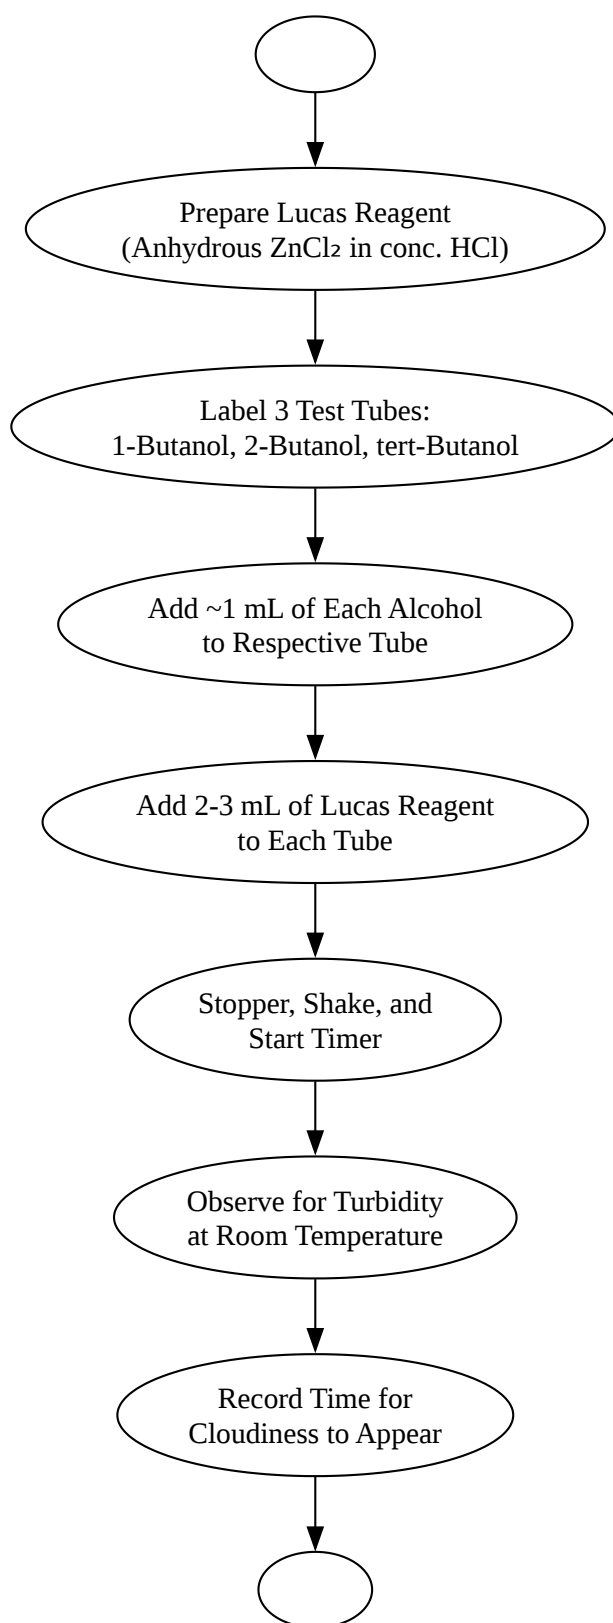 Prepare Lucas Reagent
(Anhydrous ZnCl₂ in conc. HCl)
Label 3 Test Tubes:
1-Butanol, 2-Butanol, tert-Butanol
Add ~1 mL of Each Alcohol
to Respective Tube
Add 2-3 mL of Lucas Reagent
to Each Tube
Stopper, Shake, and
Start Timer
Observe for Turbidity
at Room Temperature
Record Time for
Cloudiness to Appear